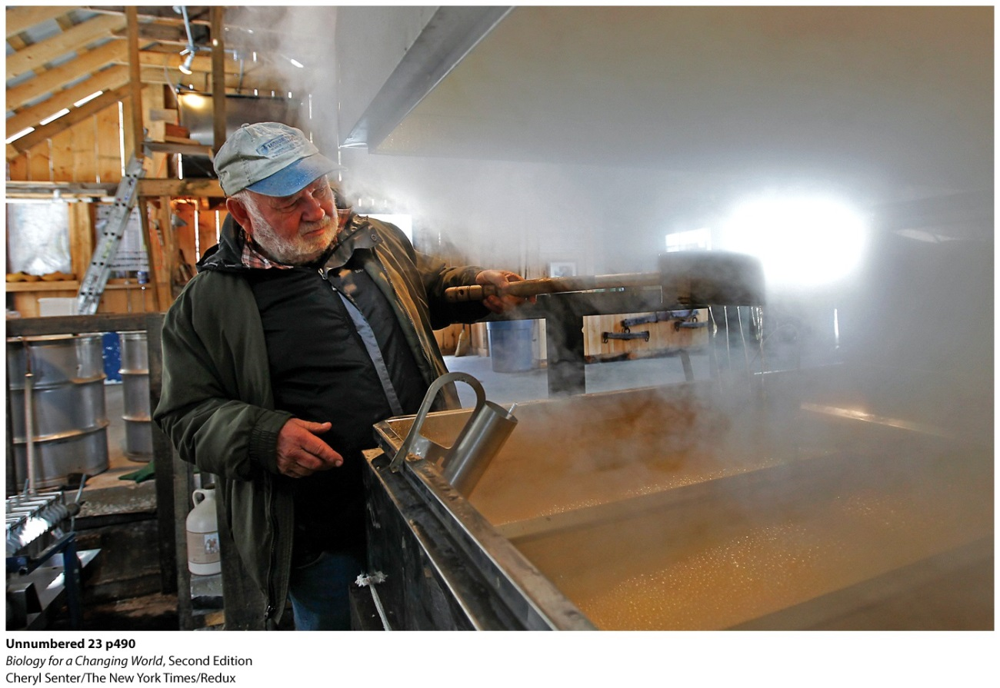 Unnumbered 23 p490
Biology for a Changing World, Second Edition
Cheryl Senter/The New York Times/Redux